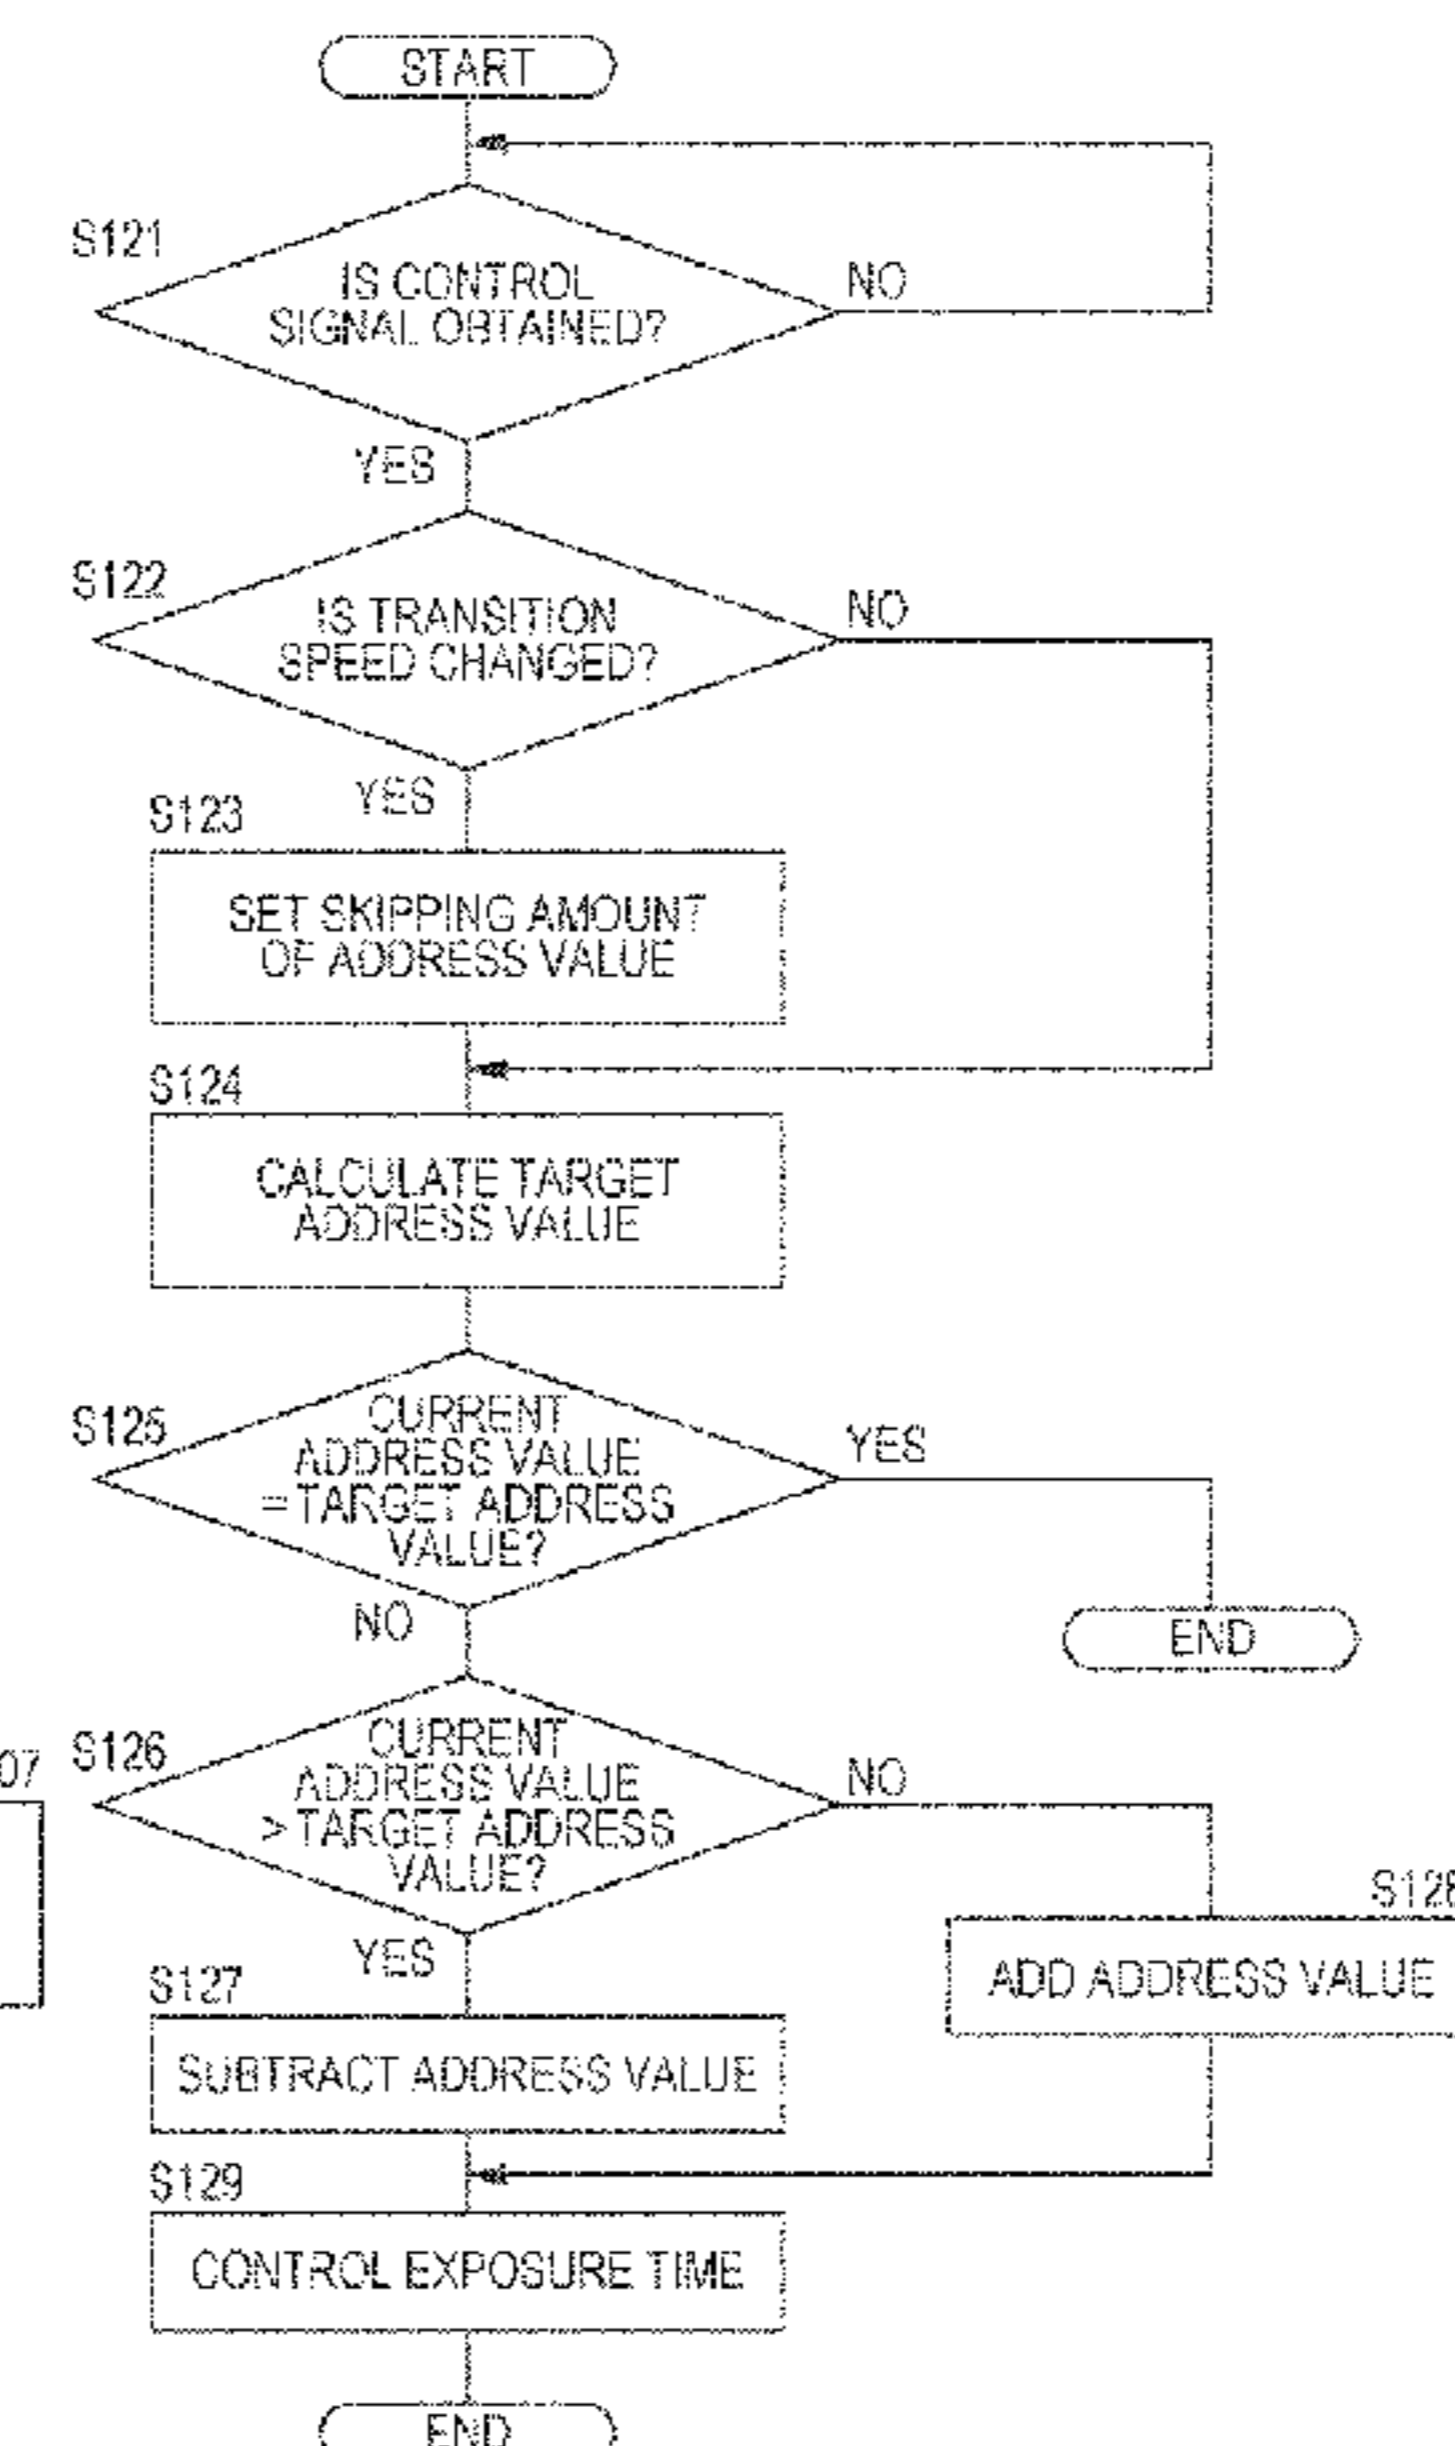 START
S121
IS CONTROL
SIGNAL OBTAINED?
NO
YES
S122
IS TRANSITION
SPEED CHANGED?
NO
YES
S123
SET SKIPPING AMOUNT
OF ADDRESS VALUE
S124
CALCULATE TARGET
ADDRESS VALUE
S125
CURRENT
ADDRESS VALUE
=TARGET ADDRESS
VALUE?
YES
NO
END
07
S126
CURRENT
ADDRESS VALUE
>TARGET ADDRESS
VALUE?
NO
YES
S128
ADD ADDRESS VALUE
S127
SUBTRACT ADDRESS VALUE
S129
CONTROL EXPOSURE TIME
END